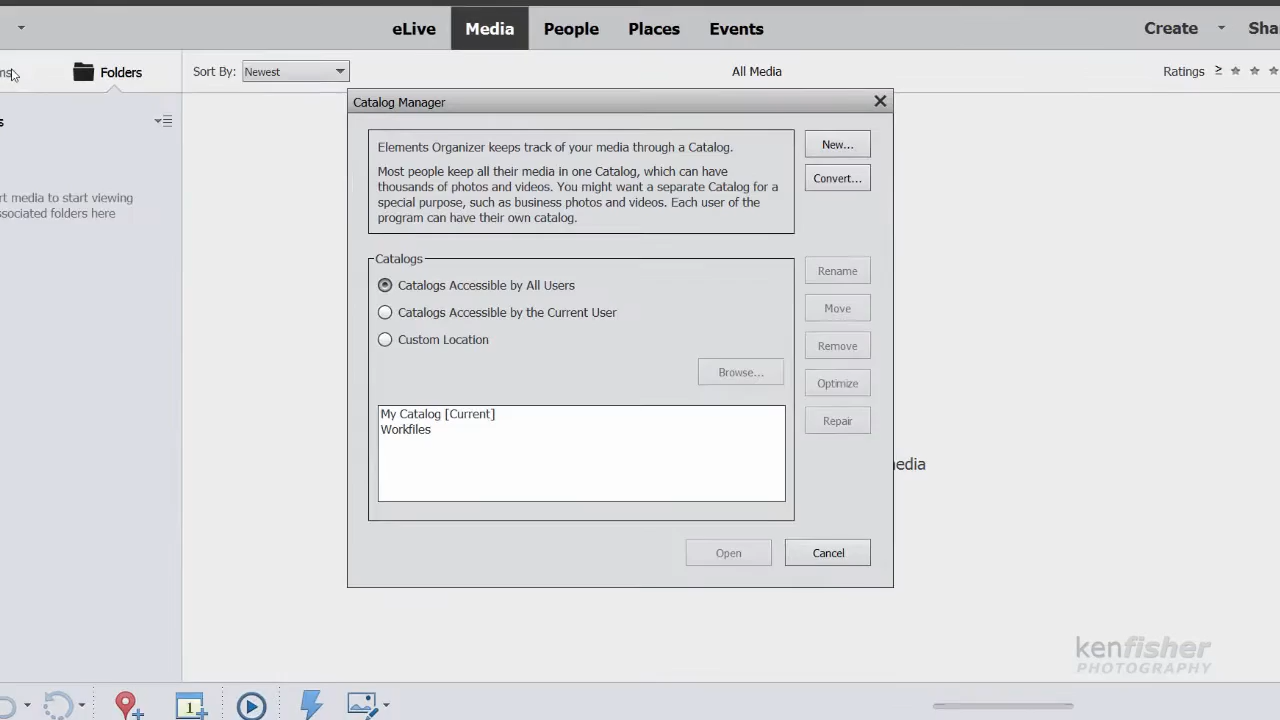 eLive Media People Places Events Create
Folders Sort By: Newest All Media Ratings ≥
Catalog Manager
Elements Organizer keeps track of your media through a Catalog.
Most people keep all their media in one Catalog, which can have
thousands of photos and videos. You might want a separate Catalog for a
special purpose, such as business photos and videos. Each user of the
program can have their own catalog.
New...
Convert...
rt media to start viewing
ssociated folders here
Catalogs
Catalogs Accessible by All Users
Catalogs Accessible by the Current User
Custom Location
Browse...
Rename
Move
Remove
Optimize
Repair
My Catalog [Current]
Workfiles
edia
Open Cancel
kenfisher
PHOTOGRAPHY
1